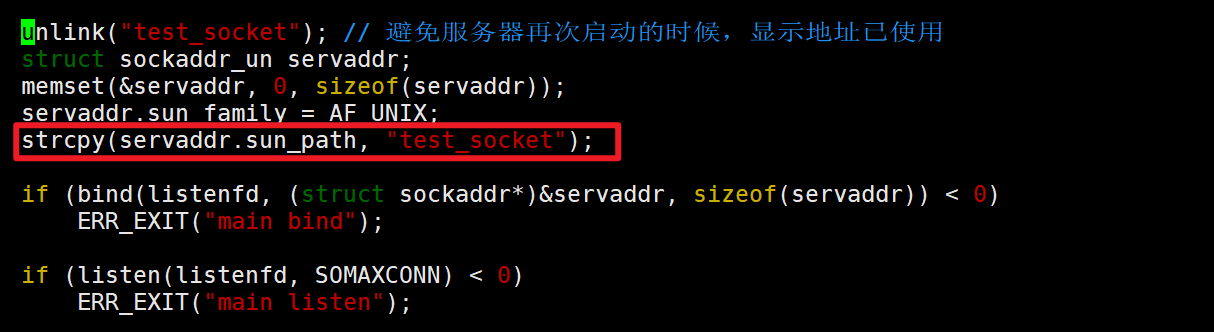 unlink("test_socket"); // 避免服务器再次启动的时候，显示地址已使用
struct sockaddr_un servaddr;
memset(&servaddr, 0, sizeof(servaddr));
servaddr.sun_family = AF_UNIX;
strcpy(servaddr.sun_path, "test_socket");
if (bind(listenfd, (struct sockaddr*)&servaddr, sizeof(servaddr)) < 0)
ERR_EXIT("main bind");
if (listen(listenfd, SOMAXCONN) < 0)
ERR_EXIT("main listen");